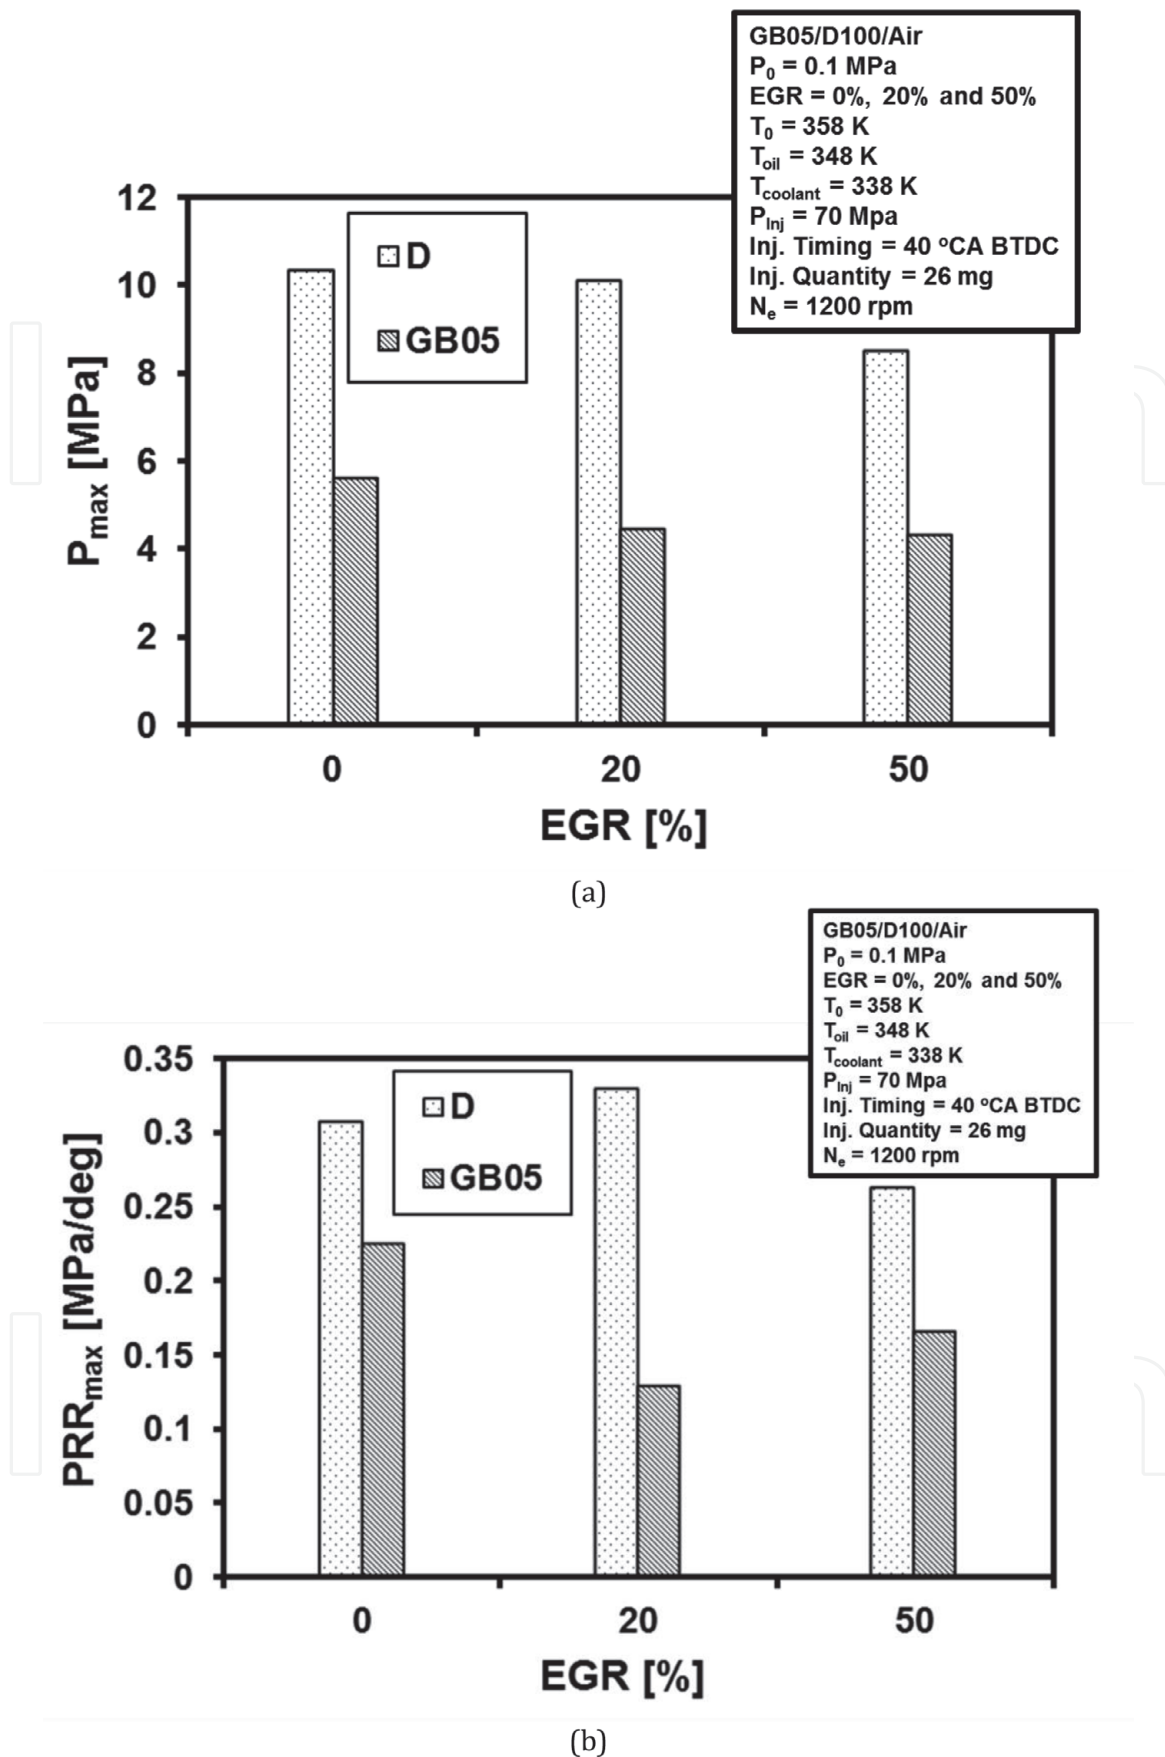 GB05/D100/Air
P0 = 0.1 MPa
EGR = 0%, 20% and 50%
T0 = 358 K
Toil = 348 K
Tcoolant = 338 K
PInj = 70 Mpa
Inj. Timing = 40 ºCA BTDC
Inj. Quantity = 26 mg
Ne = 1200 rpm
12
10
8
6
4
2
0
Pmax [MPa]
D
GB05
0 20 50
EGR [%]
(a)
GB05/D100/Air
P0 = 0.1 MPa
EGR = 0%, 20% and 50%
T0 = 358 K
Toil = 348 K
Tcoolant = 338 K
PInj = 70 Mpa
Inj. Timing = 40 ºCA BTDC
Inj. Quantity = 26 mg
Ne = 1200 rpm
0.35
0.3
0.25
0.2
0.15
0.1
0.05
0
PRRmax [MPa/deg]
D
GB05
0 20 50
EGR [%]
(b)